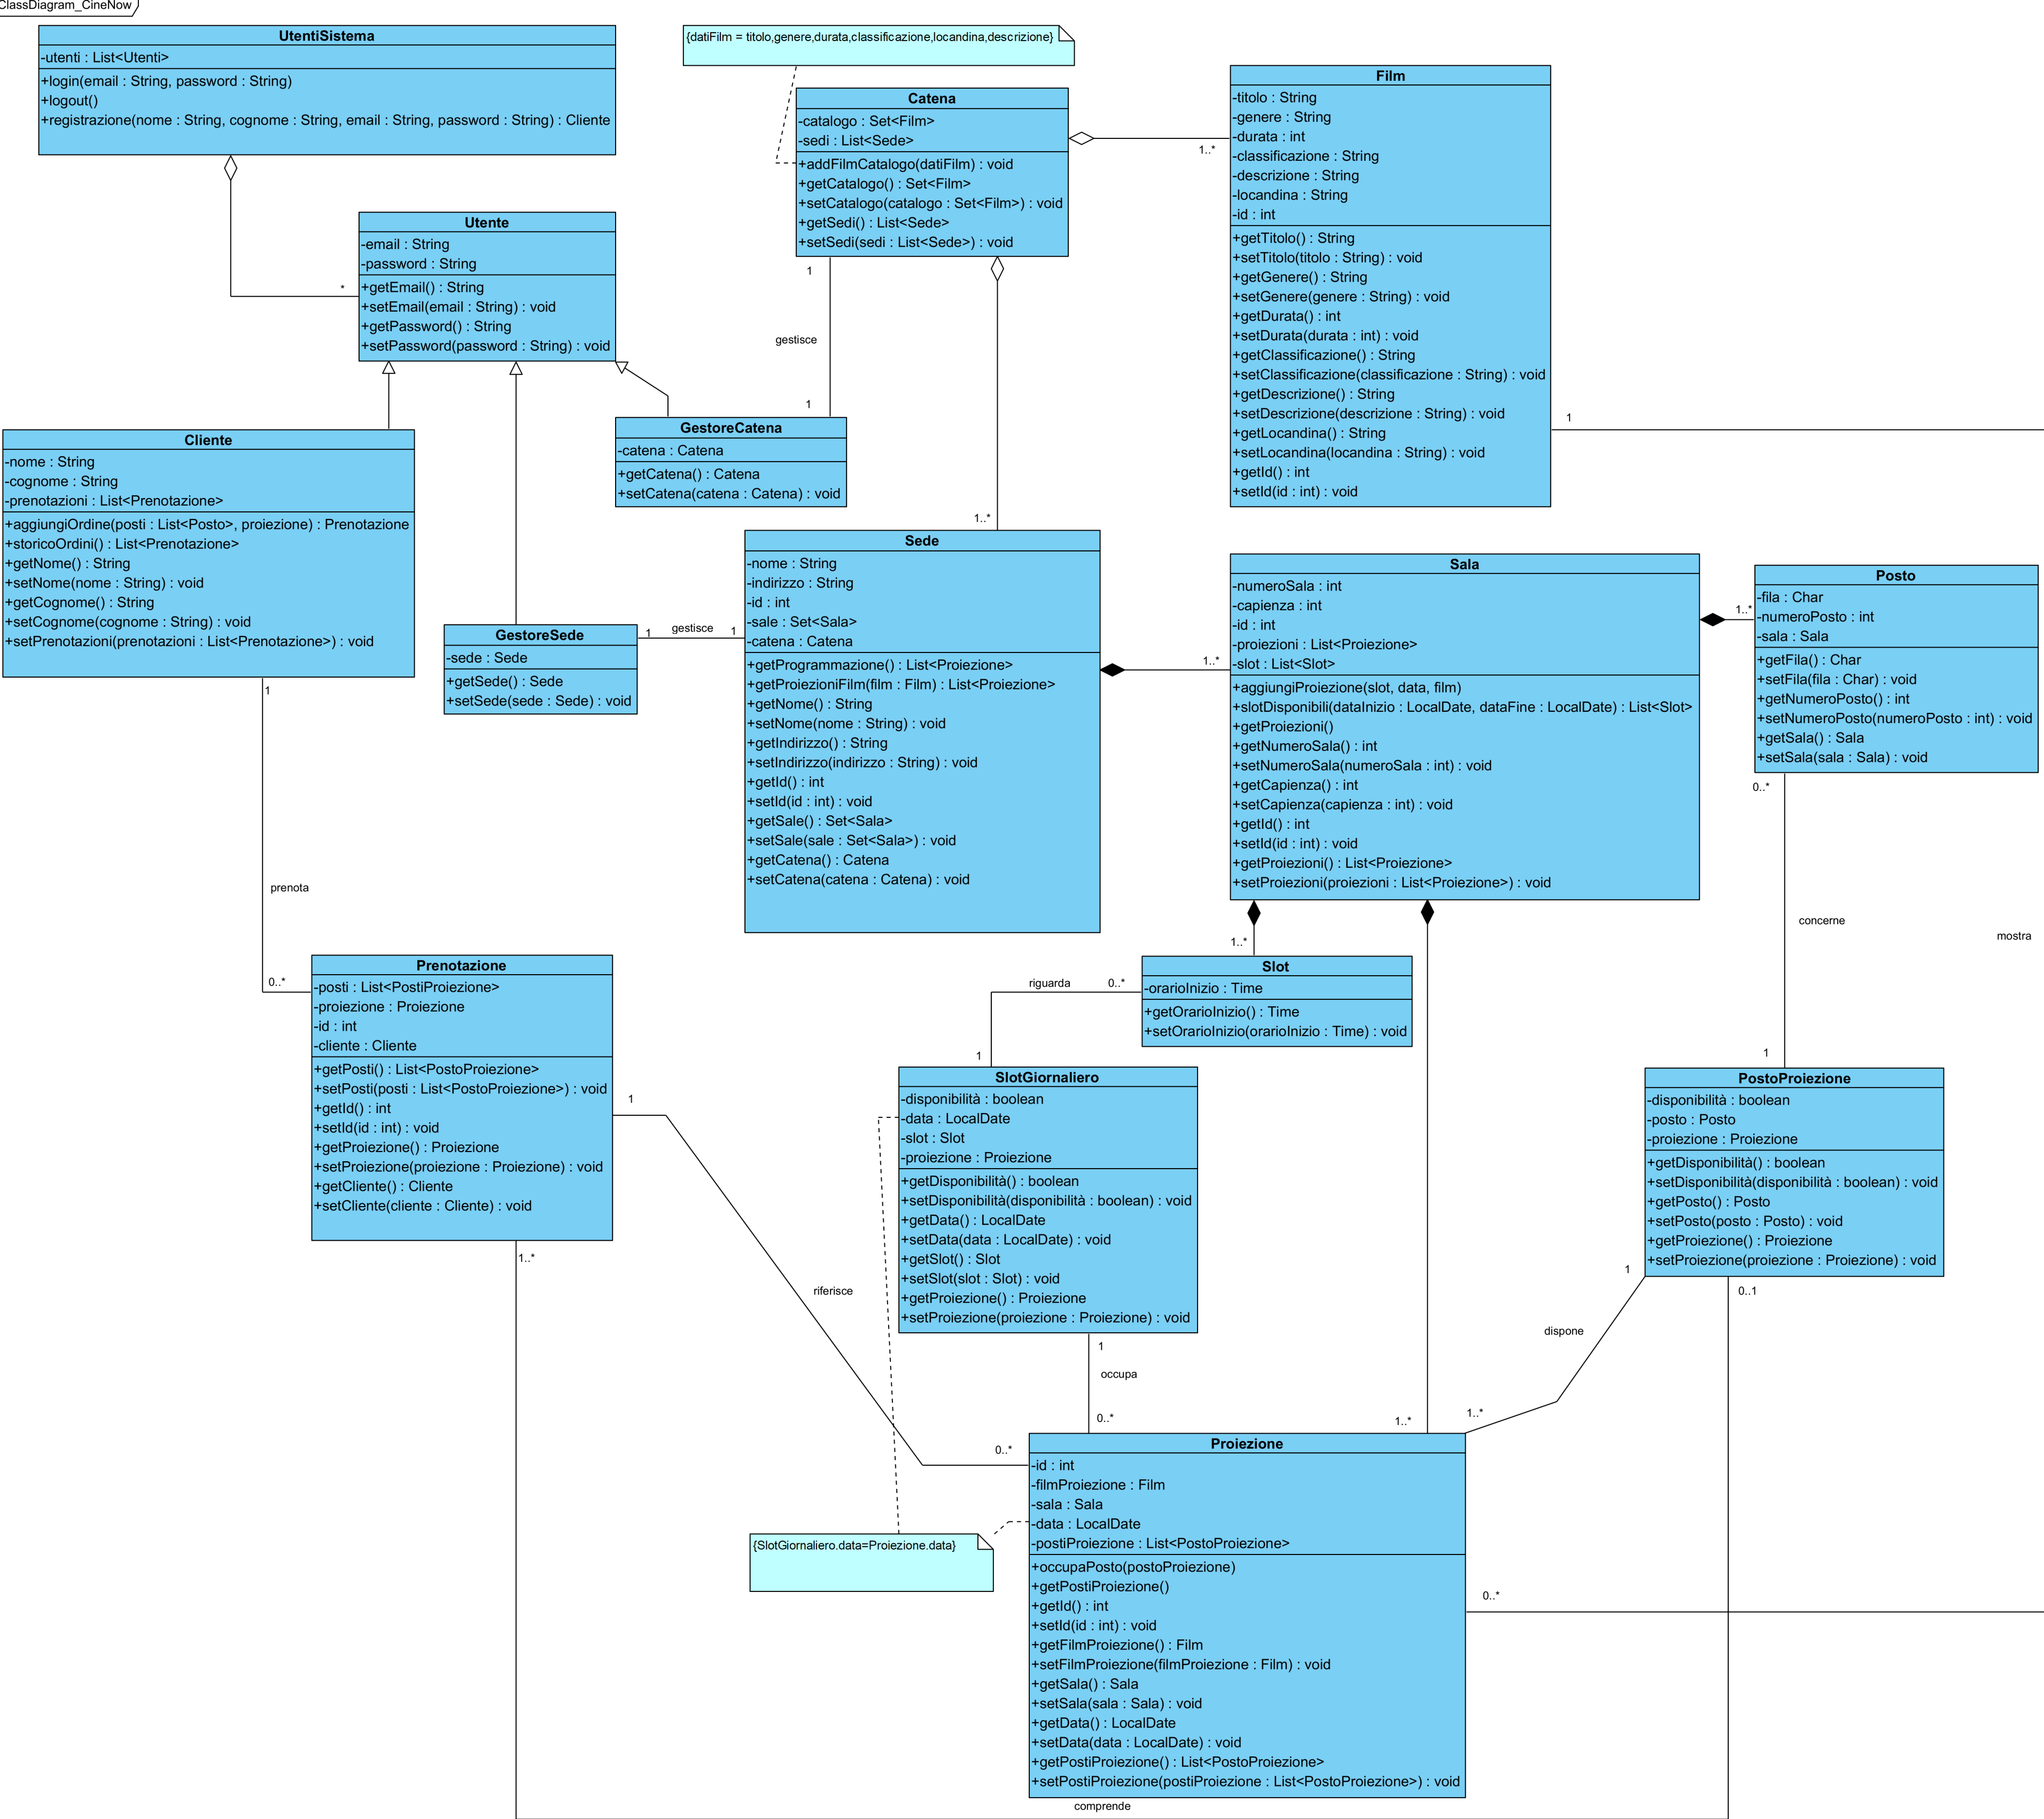 ClassDiagram_CineNow
UtentiSistema
-utenti : List<Utenti>
+login(email : String, password : String)
+logout()
+registrazione(nome : String, cognome : String, email : String, password : String) : Cliente
{datiFilm = titolo,genere,durata,classificazione,locandina,descrizione}
Catena
-catalogo : Set<Film>
-sedi : List<Sede>
+addFilmCatalogo(datiFilm) : void
+getCatalogo() : Set<Film>
+setCatalogo(catalogo : Set<Film>) : void
+getSedi() : List<Sede>
+setSedi(sedi : List<Sede>) : void
1..*
Film
-titolo : String
-genere : String
-durata : int
-classificazione : String
-descrizione : String
-locandina : String
-id : int
+getTitolo() : String
+setTitolo(titolo : String) : void
+getGenere() : String
+setGenere(genere : String) : void
+getDurata() : int
+setDurata(durata : int) : void
+getClassificazione() : String
+setClassificazione(classificazione : String) : void
+getDescrizione() : String
+setDescrizione(descrizione : String) : void
+getLocandina() : String
+setLocandina(locandina : String) : void
+getId() : int
+setId(id : int) : void
1
Utente
-email : String
-password : String
+getEmail() : String
+setEmail(email : String) : void
+getPassword() : String
+setPassword(password : String) : void
*
1
gestisce
1
GestoreCatena
-catena : Catena
+getCatena() : Catena
+setCatena(catena : Catena) : void
1..*
Cliente
-nome : String
-cognome : String
-prenotazioni : List<Prenotazione>
+aggiungiOrdine(posti : List<Posto>, proiezione) : Prenotazione
+storicoOrdini() : List<Prenotazione>
+getNome() : String
+setNome(nome : String) : void
+getCognome() : String
+setCognome(cognome : String) : void
+setPrenotazioni(prenotazioni : List<Prenotazione>) : void
GestoreSede
-sede : Sede
+getSede() : Sede
+setSede(sede : Sede) : void
1
gestisce
1
Sede
-nome : String
-indirizzo : String
-id : int
-sale : Set<Sala>
-catena : Catena
+getProgrammazione() : List<Proiezione>
+getProiezioniFilm(film : Film) : List<Proiezione>
+getNome() : String
+setNome(nome : String) : void
+getIndirizzo() : String
+setIndirizzo(indirizzo : String) : void
+getId() : int
+setId(id : int) : void
+getSale() : Set<Sala>
+setSale(sale : Set<Sala>) : void
+getCatena() : Catena
+setCatena(catena : Catena) : void
1..*
Sala
-numeroSala : int
-capienza : int
-id : int
-proiezioni : List<Proiezione>
-slot : List<Slot>
+aggiungiProiezione(slot, data, film)
+slotDisponibili(dataInizio : LocalDate, dataFine : LocalDate) : List<Slot>
+getProiezioni()
+getNumeroSala() : int
+setNumeroSala(numeroSala : int) : void
+getCapienza() : int
+setCapienza(capienza : int) : void
+getId() : int
+setId(id : int) : void
+getProiezioni() : List<Proiezione>
+setProiezioni(proiezioni : List<Proiezione>) : void
1..*
Posto
-fila : Char
-numeroPosto : int
-sala : Sala
+getFila() : Char
+setFila(fila : Char) : void
+getNumeroPosto() : int
+setNumeroPosto(numeroPosto : int) : void
+getSala() : Sala
+setSala(sala : Sala) : void
0..*
concerne
1
mostra
1
prenota
0..*
Prenotazione
-posti : List<PostiProiezione>
-proiezione : Proiezione
-id : int
-cliente : Cliente
+getPosti() : List<PostoProiezione>
+setPosti(posti : List<PostoProiezione>) : void
+getId() : int
+setId(id : int) : void
+getProiezione() : Proiezione
+setProiezione(proiezione : Proiezione) : void
+getCliente() : Cliente
+setCliente(cliente : Cliente) : void
1
1..*
1..*
Slot
-orarioInizio : Time
+getOrarioInizio() : Time
+setOrarioInizio(orarioInizio : Time) : void
riguarda
0..*
1
SlotGiornaliero
-disponibilità : boolean
-data : LocalDate
-slot : Slot
-proiezione : Proiezione
+getDisponibilità() : boolean
+setDisponibilità(disponibilità : boolean) : void
+getData() : LocalDate
+setData(data : LocalDate) : void
+getSlot() : Slot
+setSlot(slot : Slot) : void
+getProiezione() : Proiezione
+setProiezione(proiezione : Proiezione) : void
PostoProiezione
-disponibilità : boolean
-posto : Posto
-proiezione : Proiezione
+getDisponibilità() : boolean
+setDisponibilità(disponibilità : boolean) : void
+getPosto() : Posto
+setPosto(posto : Posto) : void
+getProiezione() : Proiezione
+setProiezione(proiezione : Proiezione) : void
1
0..1
dispone
1..*
riferisce
0..*
1
occupa
0..*
1..*
Proiezione
-id : int
-filmProiezione : Film
-sala : Sala
-data : LocalDate
-postiProiezione : List<PostoProiezione>
+occupaPosto(postoProiezione)
+getPostiProiezione()
+getId() : int
+setId(id : int) : void
+getFilmProiezione() : Film
+setFilmProiezione(filmProiezione : Film) : void
+getSala() : Sala
+setSala(sala : Sala) : void
+getData() : LocalDate
+setData(data : LocalDate) : void
+getPostiProiezione() : List<PostoProiezione>
+setPostiProiezione(postiProiezione : List<PostoProiezione>) : void
{SlotGiornaliero.data=Proiezione.data}
0..*
comprende